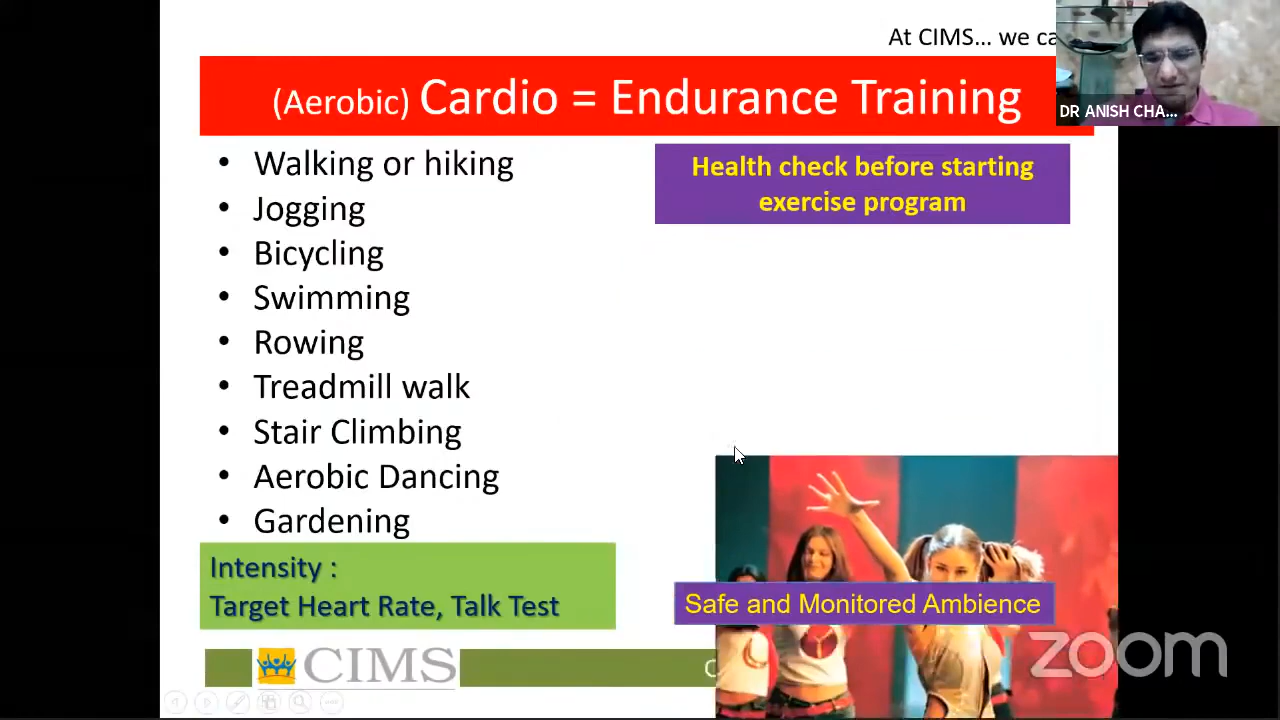 At CIMS... we ca
DR ANISH CHA...
(Aerobic) Cardio = Endurance Training
• Walking or hiking
• Jogging
• Bicycling
• Swimming
• Rowing
• Treadmill walk
• Stair Climbing
• Aerobic Dancing
• Gardening
Health check before starting
exercise program
Intensity :
Target Heart Rate, Talk Test
Safe and Monitored Ambience
CIMS
C
zoom